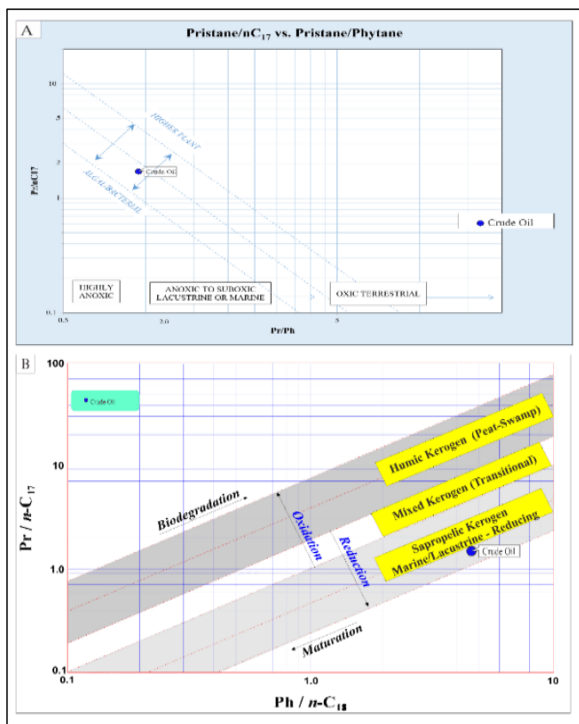 A
Pristane/nC17 vs. Pristane/Phytane
10
5
2
1
0.1
Pr/nC17
HIGHER PLANT
Crude Oil
ALGAL/BACTERIAL
Crude Oil
HIGHLY
ANOXIC
ANOXIC TO SUBOXIC
LACUSTRINE OR MARINE
OXIC TERRESTRIAL
0.5
2.0
5
Pr/Ph
B
100
Crude Oil
10
1.0
0.1
Pr / n-C17
Humic Kerogen (Peat-Swamp)
Mixed Kerogen (Transitional)
Sapropelic Kerogen
Marine/Lacustrine - Reducing
Crude Oil
Biodegradation
Oxidation
Reduction
Maturation
0.1
1.0
10
Ph / n-C18